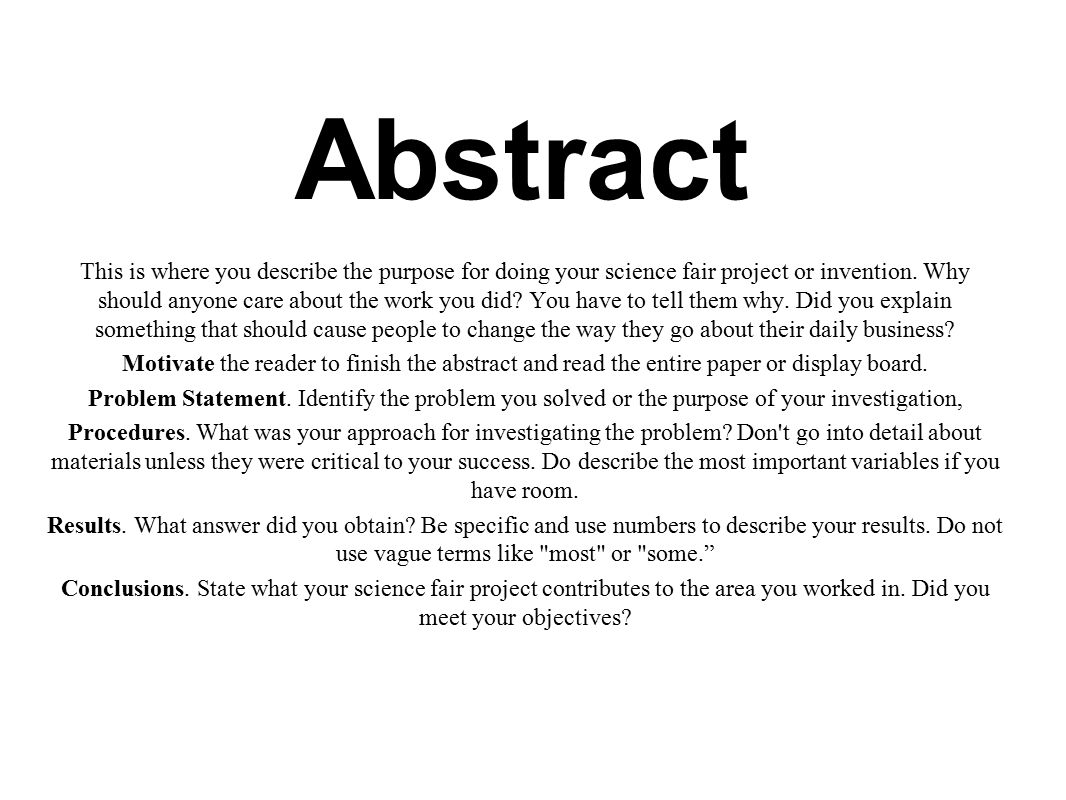 Abstract
This is where you describe the purpose for doing your science fair project or invention. Why
should anyone care about the work you did? You have to tell them why. Did you explain
something that should cause people to change the way they go about their daily business?
Motivate the reader to finish the abstract and read the entire paper or display board.
Problem Statement. Identify the problem you solved or the purpose of your investigation,
Procedures. What was your approach for investigating the problem? Don't go into detail about
materials unless they were critical to your success. Do describe the most important variables if you
have room.
Results. What answer did you obtain? Be specific and use numbers to describe your results. Do not
use vague terms like "most" or "some.”
Conclusions. State what your science fair project contributes to the area you worked in. Did you
meet your objectives?